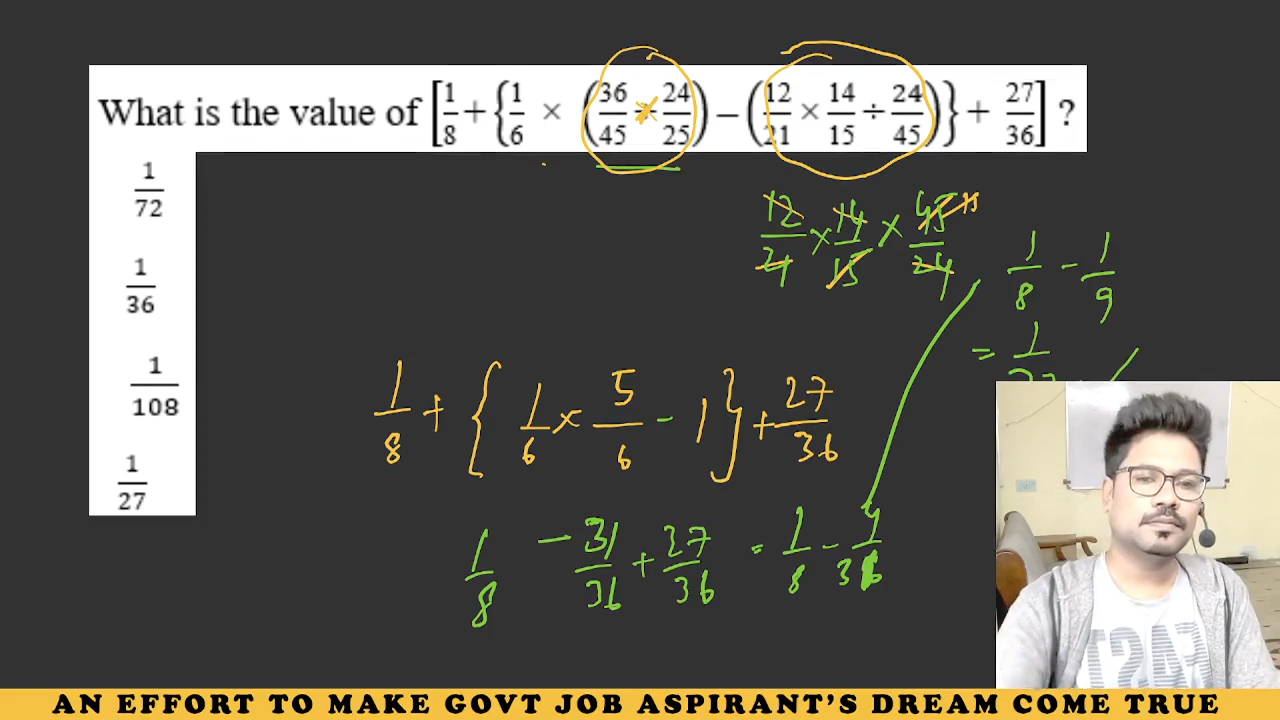 What is the value of [1/8 + {1/6 × (36/45 ÷ 24/25) − (12/21 × 14/15 ÷ 24/45)} + 27/36] ?
1/72
1/36
1/108
1/27
12/21 × 14/15 × 45/24
1/8 - 1/9
= 1/
1/8 + { 1/6 × 5/6 - 1 } + 27/36
1/8 - 31/36 + 27/36 = 1/8 - 4/36
AN EFFORT TO MAKE GOVT JOB ASPIRANT'S DREAM COME TRUE